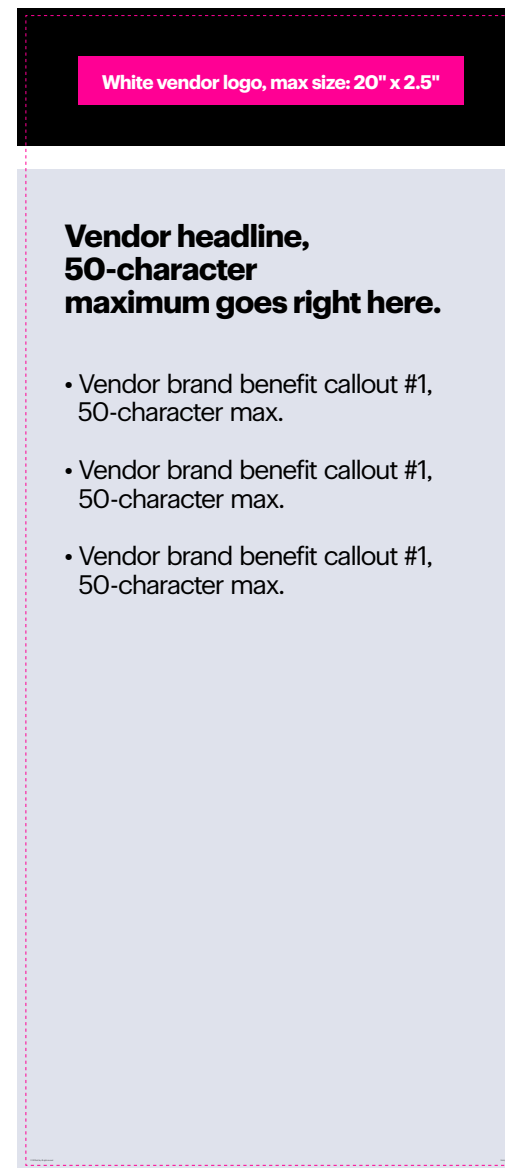 White vendor logo, max size: 20" x 2.5"
Vendor headline,
50-character
maximum goes right here.
• Vendor brand benefit callout #1,
50-character max.
• Vendor brand benefit callout #1,
50-character max.
• Vendor brand benefit callout #1,
50-character max.